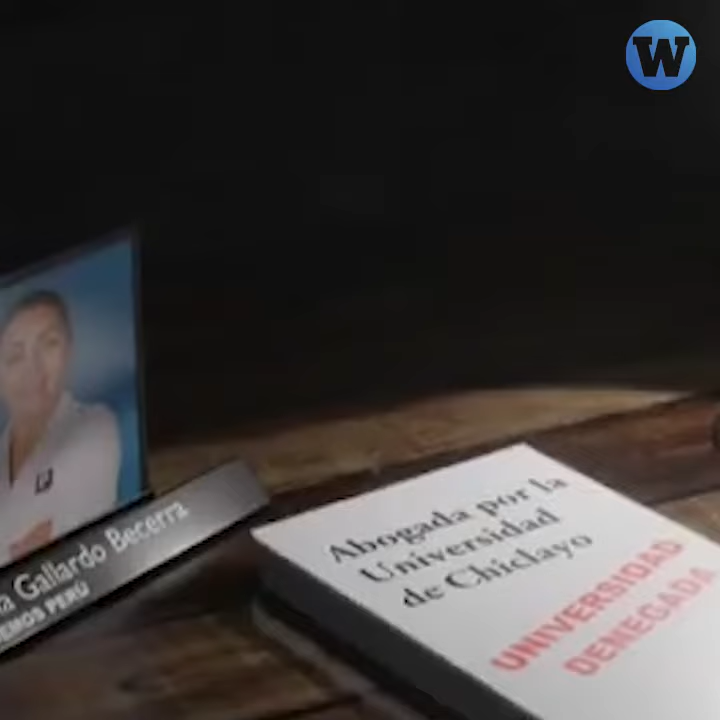 W
a Gallardo Becerra
EMOS PERÚ
Abogada por la
Universidad
de Chiclayo
UNIVERSIDAD
DENEGADA